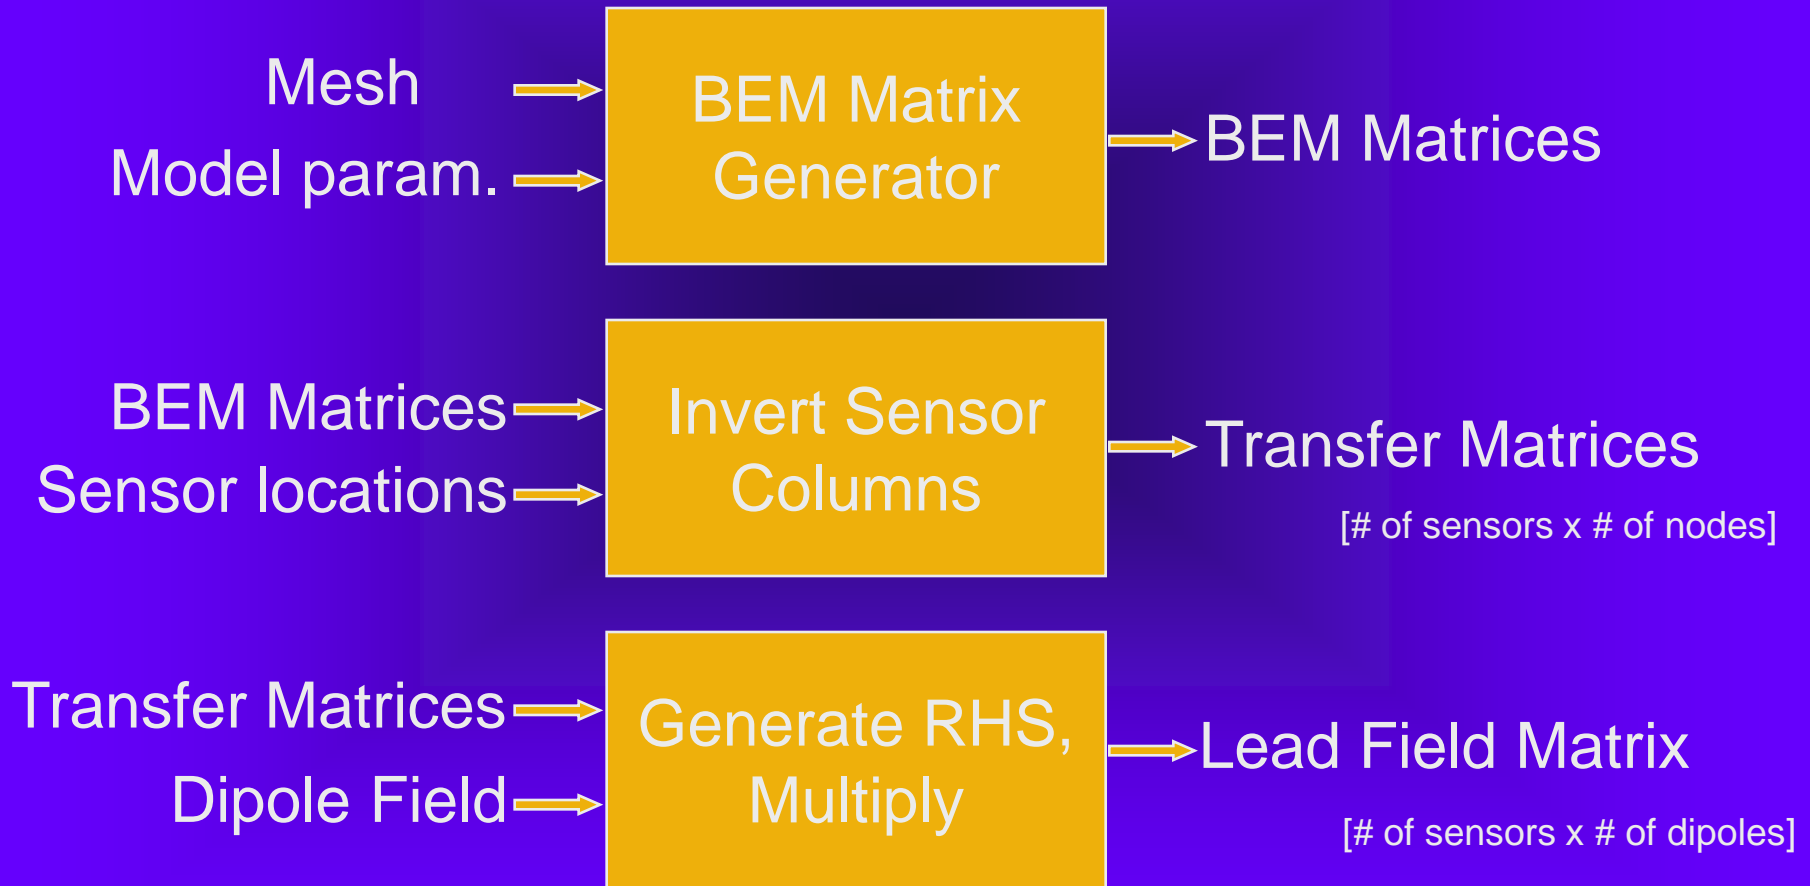 Mesh
Model param.
BEM Matrix
Generator
BEM Matrices
BEM Matrices
Sensor locations
Invert Sensor
Columns
Transfer Matrices
[# of sensors x # of nodes]
Transfer Matrices
Dipole Field
Generate RHS,
Multiply
Lead Field Matrix
[# of sensors x # of dipoles]